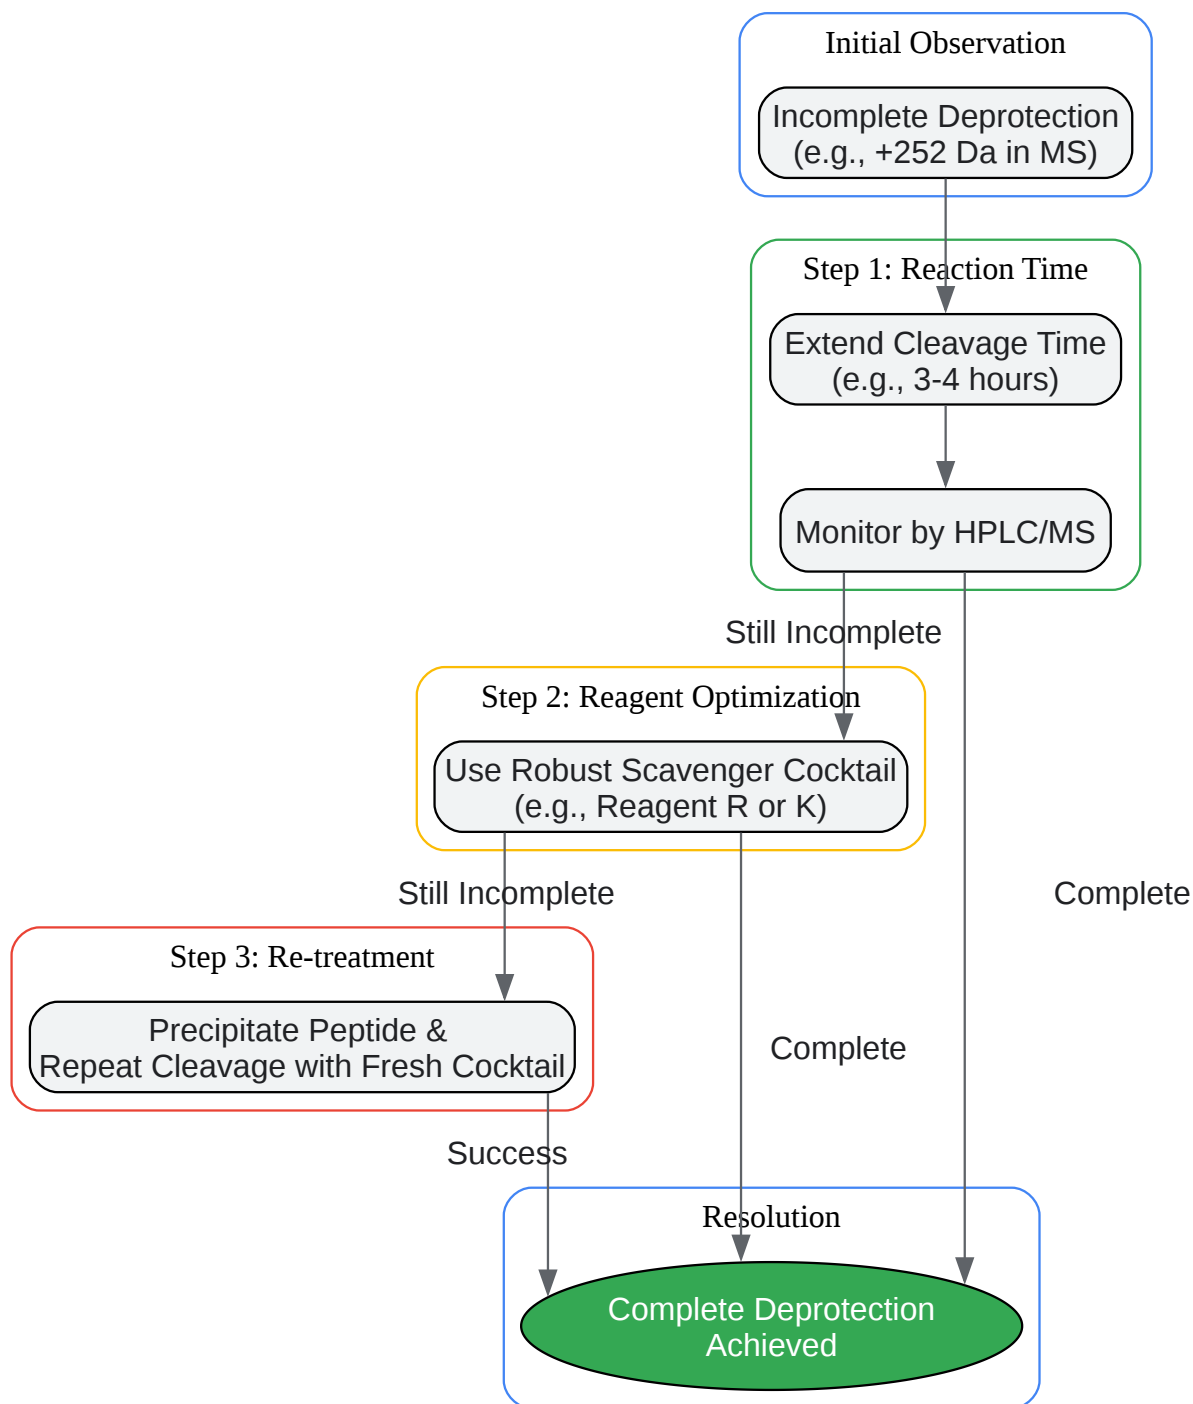 Initial Observation
Incomplete Deprotection
(e.g., +252 Da in MS)
Step 1: Reaction Time
Extend Cleavage Time
(e.g., 3-4 hours)
Monitor by HPLC/MS
Still Incomplete
Step 2: Reagent Optimization
Use Robust Scavenger Cocktail
(e.g., Reagent R or K)
Still Incomplete
Complete
Step 3: Re-treatment
Precipitate Peptide &
Repeat Cleavage with Fresh Cocktail
Complete
Success
Resolution
Complete Deprotection
Achieved